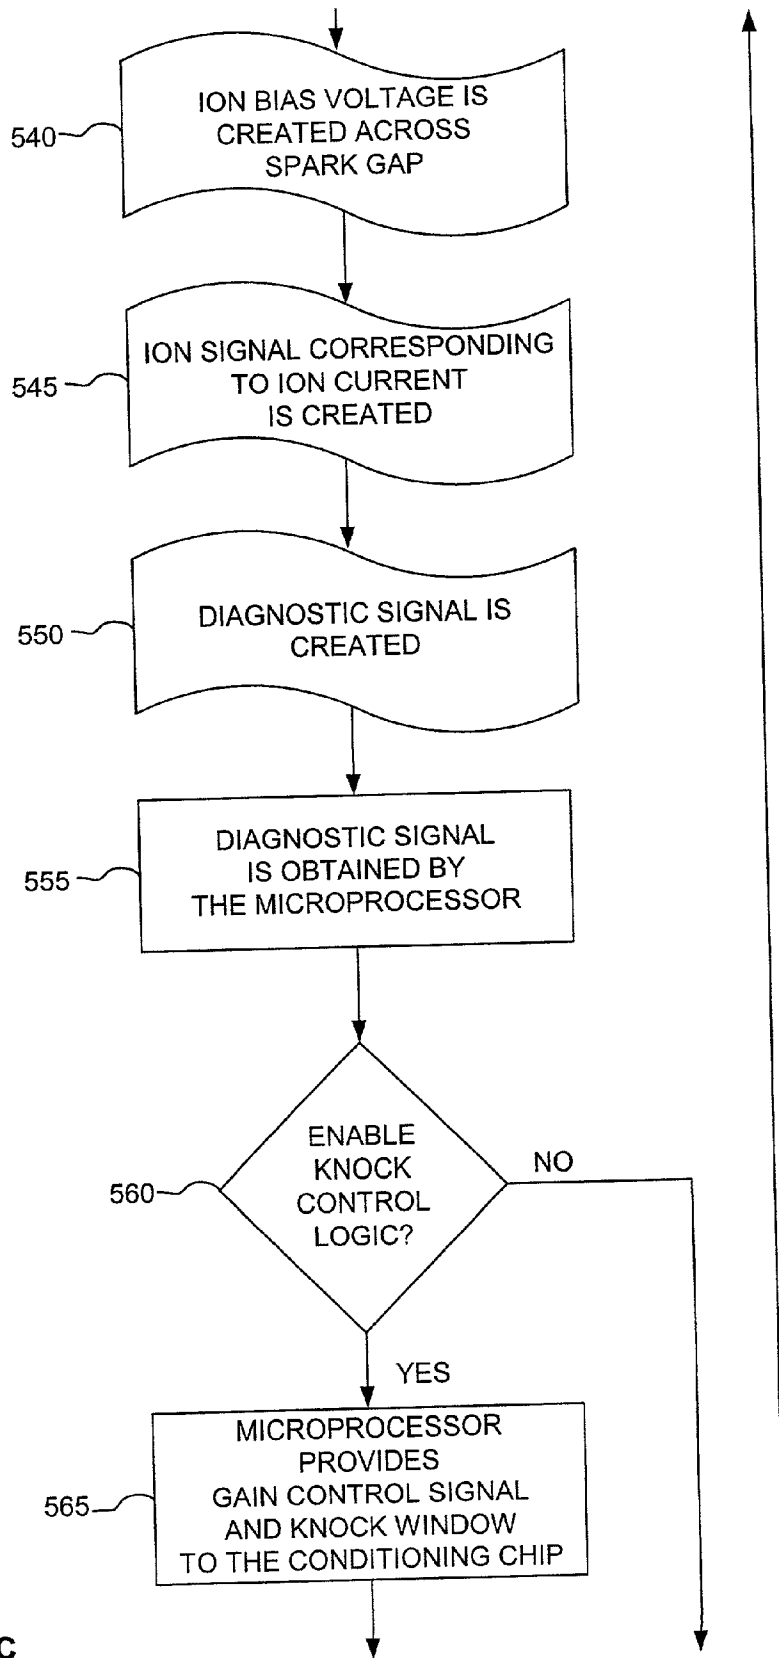 ION BIAS VOLTAGE IS
CREATED ACROSS
SPARK GAP
540
ION SIGNAL CORRESPONDING
TO ION CURRENT
IS CREATED
545
DIAGNOSTIC SIGNAL IS
CREATED
550
DIAGNOSTIC SIGNAL
IS OBTAINED BY
THE MICROPROCESSOR
555
ENABLE
KNOCK
CONTROL
LOGIC?
560
NO
YES
MICROPROCESSOR
PROVIDES
GAIN CONTROL SIGNAL
AND KNOCK WINDOW
TO THE CONDITIONING CHIP
565
C